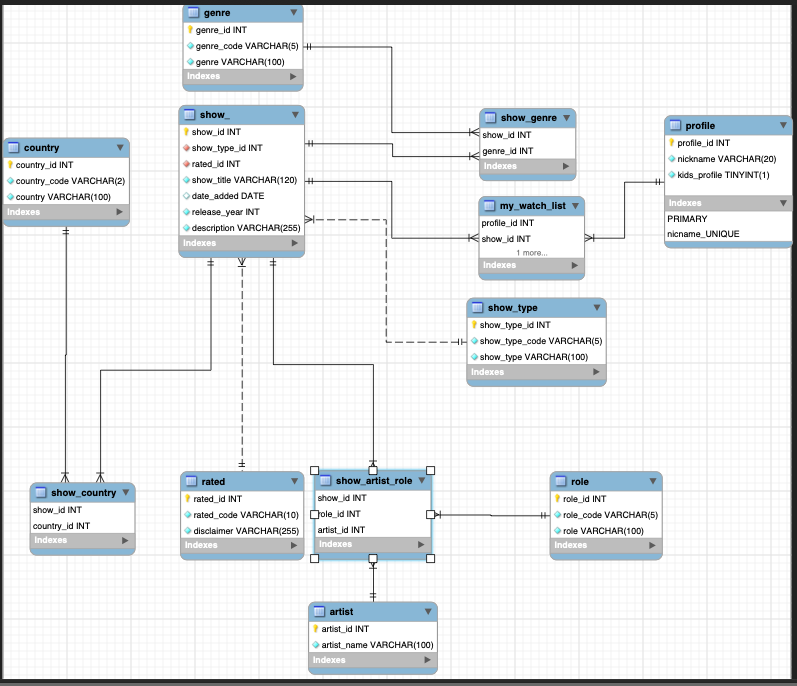 genre
genre_id INT
genre_code VARCHAR(5)
genre VARCHAR(100)
Indexes
show_
show_id INT
show_type_id INT
rated_id INT
show_title VARCHAR(120)
date_added DATE
release_year INT
description VARCHAR(255)
Indexes
show_genre
show_id INT
genre_id INT
Indexes
profile
profile_id INT
nickname VARCHAR(20)
kids_profile TINYINT(1)
Indexes
PRIMARY
nicname_UNIQUE
country
country_id INT
country_code VARCHAR(2)
country VARCHAR(100)
Indexes
my_watch_list
profile_id INT
show_id INT
1 more...
Indexes
show_type
show_type_id INT
show_type_code VARCHAR(5)
show_type VARCHAR(100)
Indexes
show_country
show_id INT
country_id INT
Indexes
rated
rated_id INT
rated_code VARCHAR(10)
disclaimer VARCHAR(255)
Indexes
show_artist_role
show_id INT
role_id INT
artist_id INT
Indexes
role
role_id INT
role_code VARCHAR(5)
role VARCHAR(100)
Indexes
artist
artist_id INT
artist_name VARCHAR(100)
Indexes